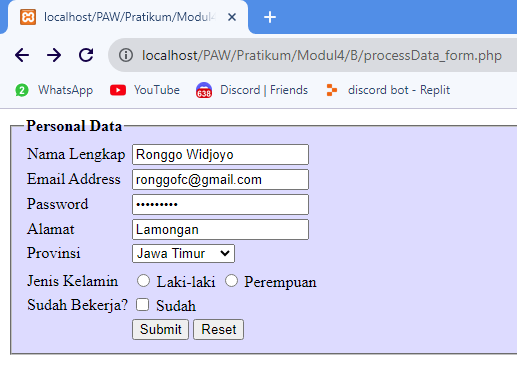 localhost/PAW/Pratikum/Modul4
localhost/PAW/Pratikum/Modul4/B/processData_form.php
2 WhatsApp YouTube 638 Discord | Friends discord bot - Replit
Personal Data
Nama Lengkap Ronggo Widjoyo
Email Address ronggofc@gmail.com
Password •••••••••
Alamat Lamongan
Provinsi Jawa Timur
Jenis Kelamin Laki-laki Perempuan
Sudah Bekerja? Sudah
Submit Reset